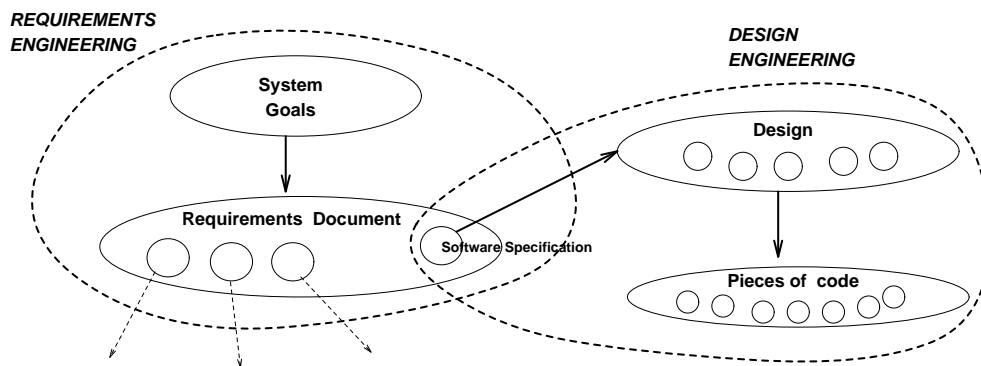 REQUIREMENTS
ENGINEERING
System
Goals
Requirements Document
Software Specification
DESIGN
ENGINEERING
Design
Pieces of code